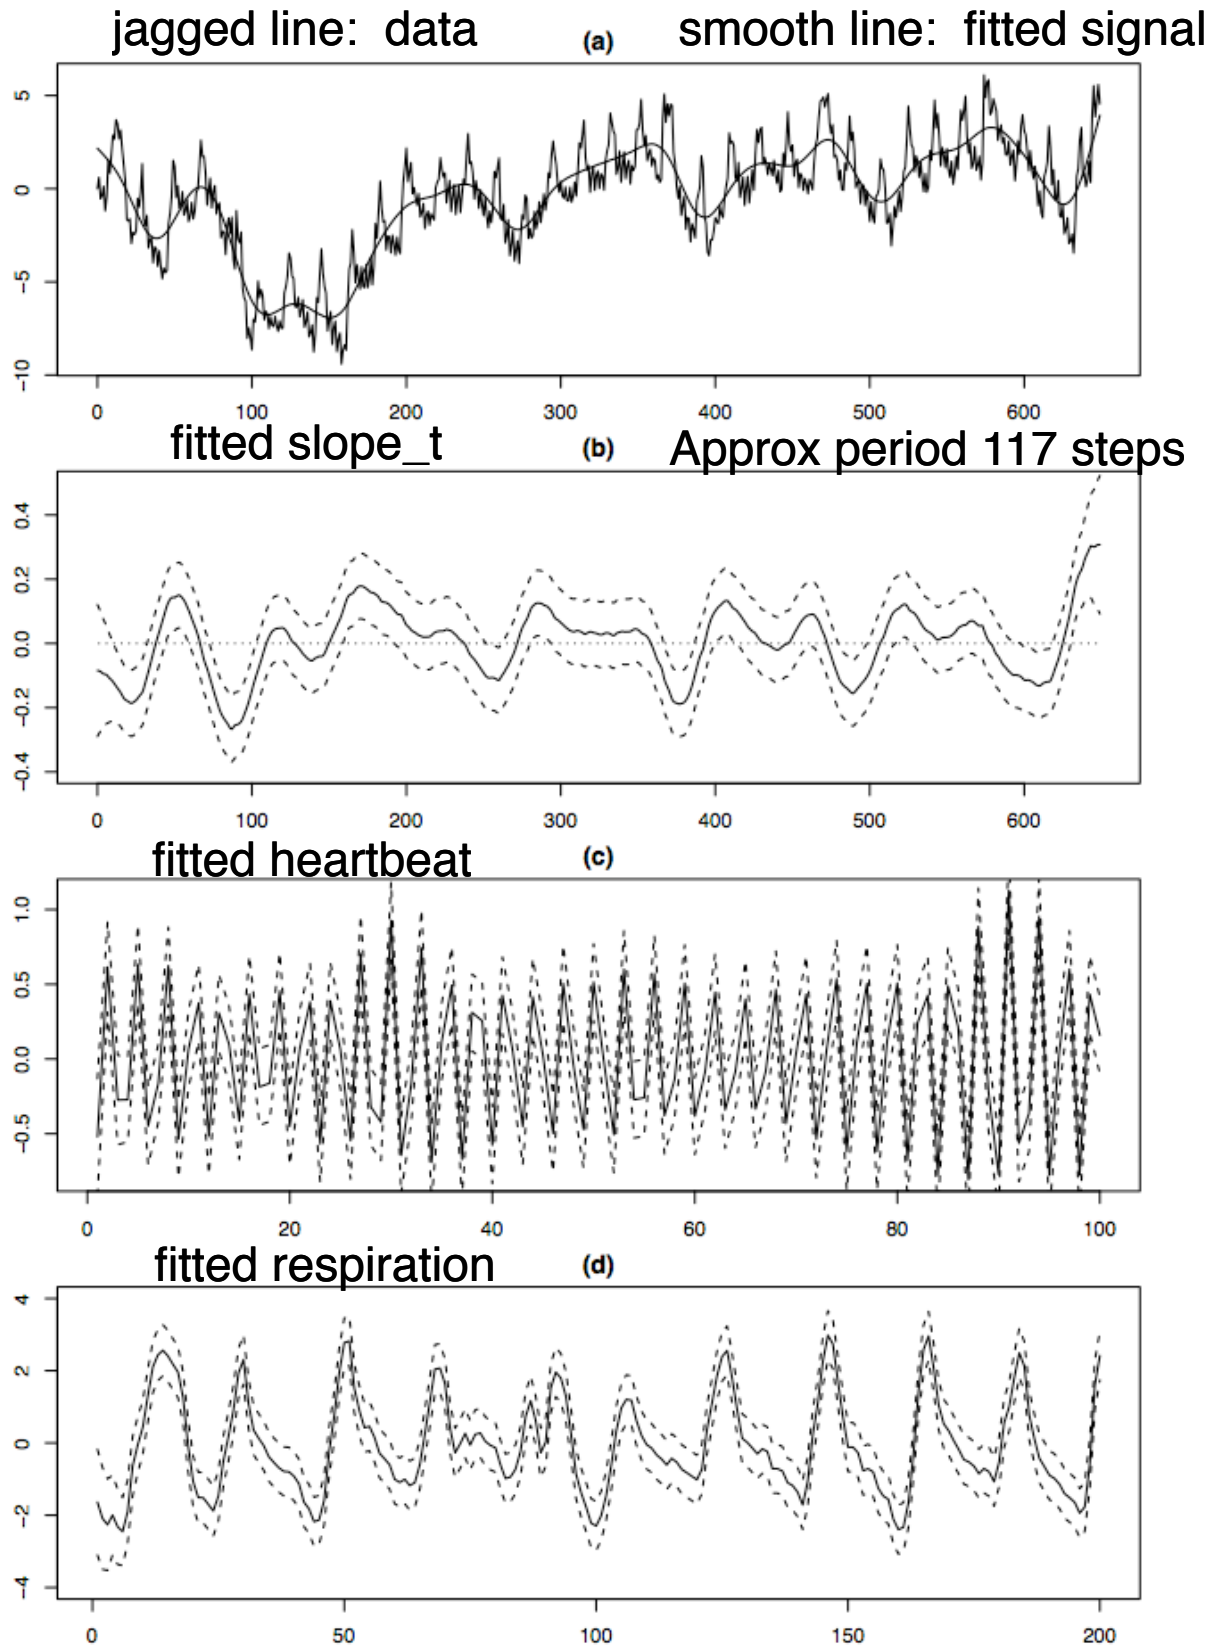 jagged line:  data (a) smooth line:  fitted signal
5
0
−5
−10
0 100 200 300 400 500 600
fitted slope_t (b) Approx period 117 steps
0.4
0.2
0.0
−0.2
−0.4
0 100 200 300 400 500 600
fitted heartbeat (c)
1.0
0.5
0.0
−0.5
0 20 40 60 80 100
fitted respiration (d)
4
2
0
−2
−4
0 50 100 150 200